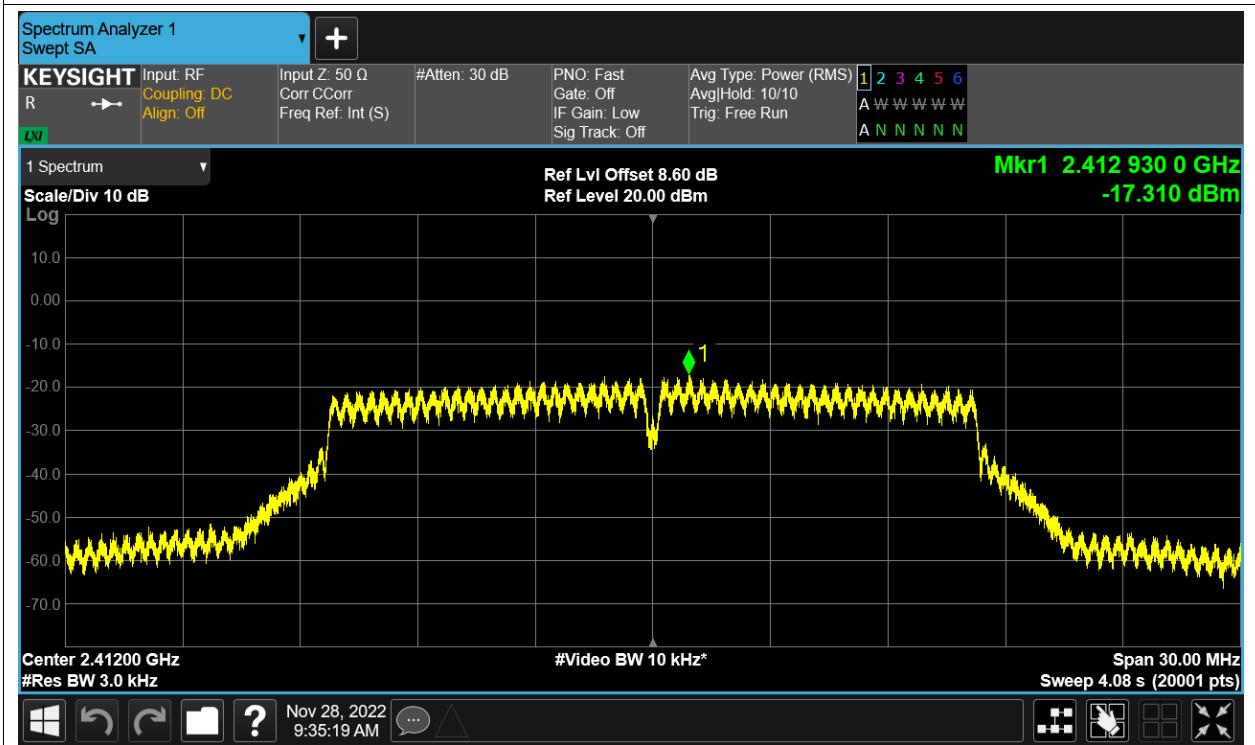 Spectrum Analyzer 1
Swept SA
KEYSIGHT
R
LXI
Input: RF
Coupling: DC
Align: Off
Input Z: 50 Ω
Corr CCorr
Freq Ref: Int (S)
#Atten: 30 dB
PNO: Fast
Gate: Off
IF Gain: Low
Sig Track: Off
Avg Type: Power (RMS)
Avg|Hold: 10/10
Trig: Free Run
1 2 3 4 5 6
A W W W W W
A N N N N N
1 Spectrum
Scale/Div 10 dB
Log
Ref Lvl Offset 8.60 dB
Ref Level 20.00 dBm
Mkr1 2.412 930 0 GHz
-17.310 dBm
10.0
0.00
-10.0
1
-20.0
-30.0
-40.0
-50.0
-60.0
-70.0
Center 2.41200 GHz
#Video BW 10 kHz*
Span 30.00 MHz
#Res BW 3.0 kHz
Sweep 4.08 s (20001 pts)
?
Nov 28, 2022
9:35:19 AM